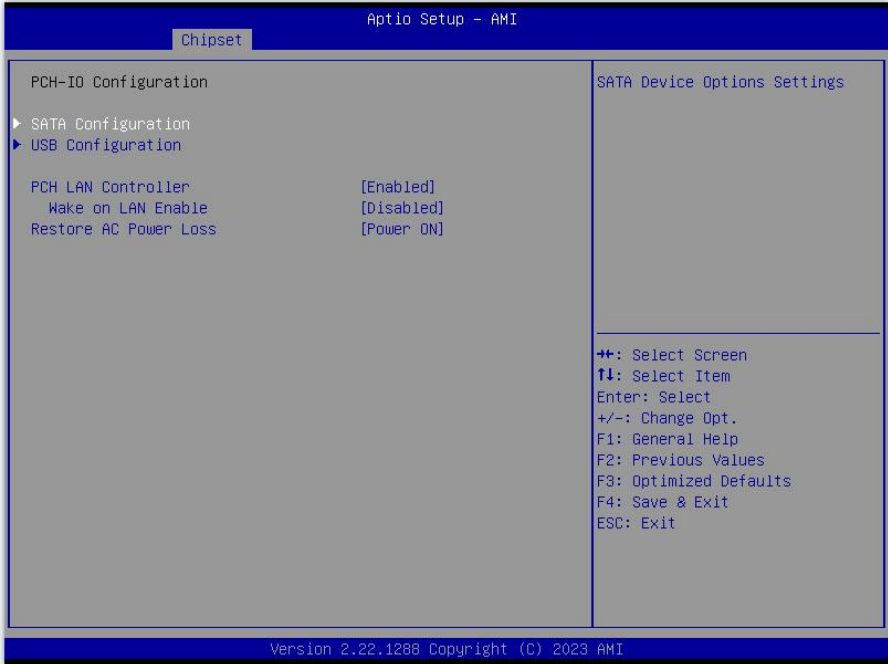 Aptio Setup – AMI
Chipset
PCH-IO Configuration
SATA Configuration
USB Configuration
PCH LAN Controller [Enabled]
Wake on LAN Enable [Disabled]
Restore AC Power Loss [Power ON]
SATA Device Options Settings
→←: Select Screen
↑↓: Select Item
Enter: Select
+/-: Change Opt.
F1: General Help
F2: Previous Values
F3: Optimized Defaults
F4: Save & Exit
ESC: Exit
Version 2.22.1288 Copyright (C) 2023 AMI